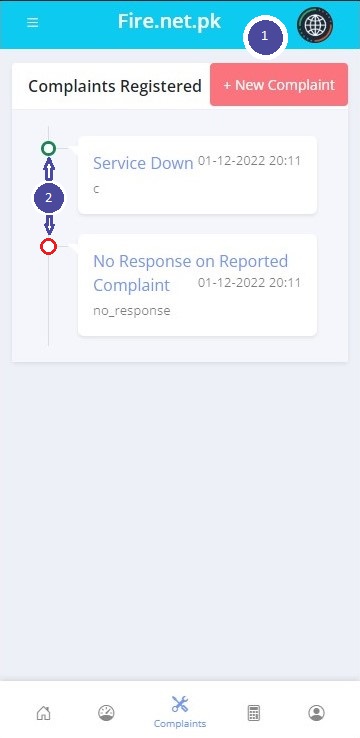 Fire.net.pk
1
Complaints Registered
+ New Complaint
Service Down 01-12-2022 20:11
c
2
No Response on Reported
Complaint 01-12-2022 20:11
no_response
Complaints